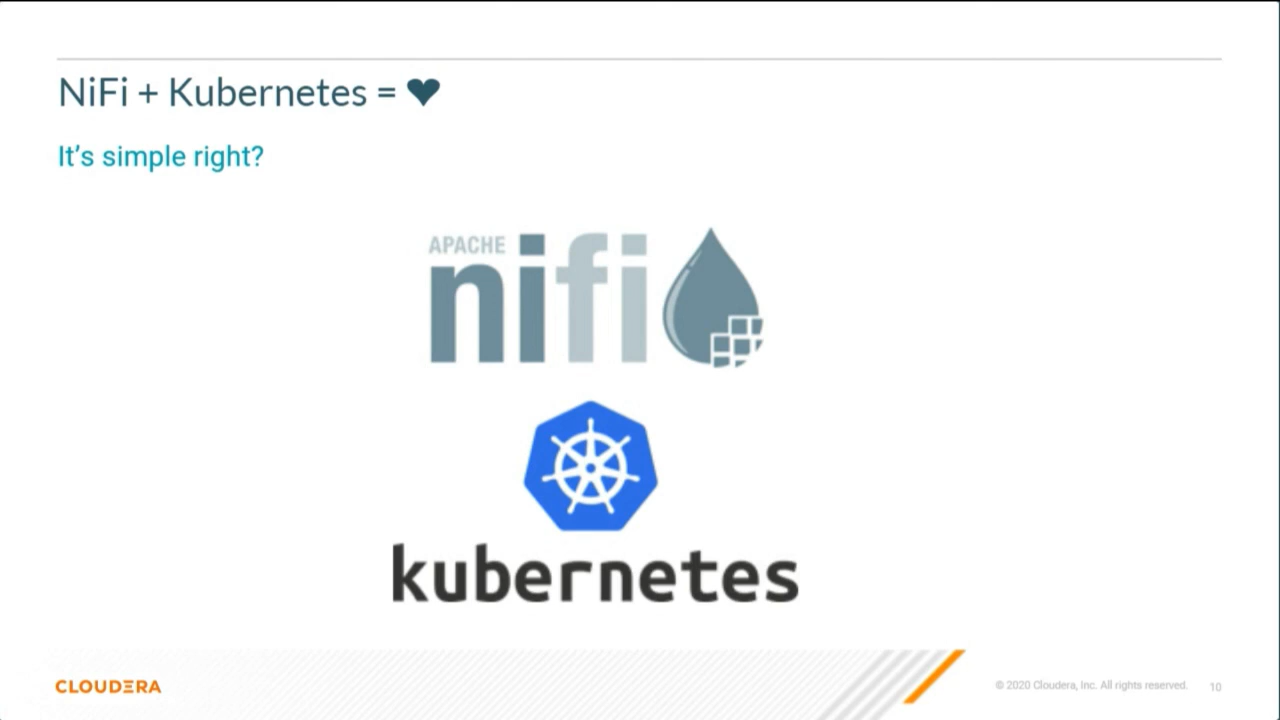 NiFi + Kubernetes = ♥
It's simple right?
APACHE
nifi
kubernetes
CLOUDERA
© 2020 Cloudera, Inc. All rights reserved.
10